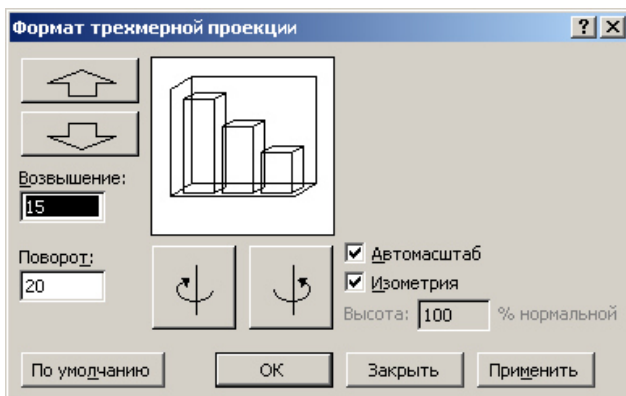 Формат трехмерной проекции
Возвышение:
15
Поворот:
20
Автомасштаб
Изометрия
Высота: 100 % нормальной
По умолчанию ОК Закрыть Применить